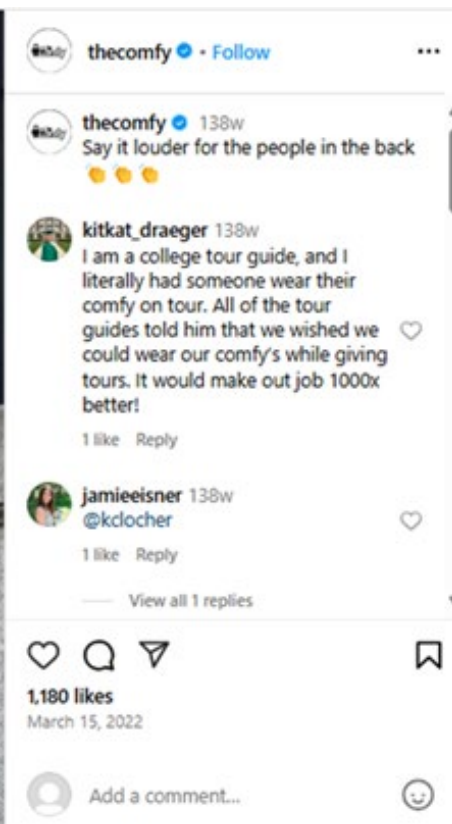 thecomfy • Follow
thecomfy 138w
Say it louder for the people in the back
👏👏👏
kitkat_draeger 138w
I am a college tour guide, and I
literally had someone wear their
comfy on tour. All of the tour
guides told him that we wished we
could wear our comfy's while giving
tours. It would make out job 1000x
better!
1 like Reply
jamieeisner 138w
@kclocher
1 like Reply
View all 1 replies
1,180 likes
March 15, 2022
Add a comment...